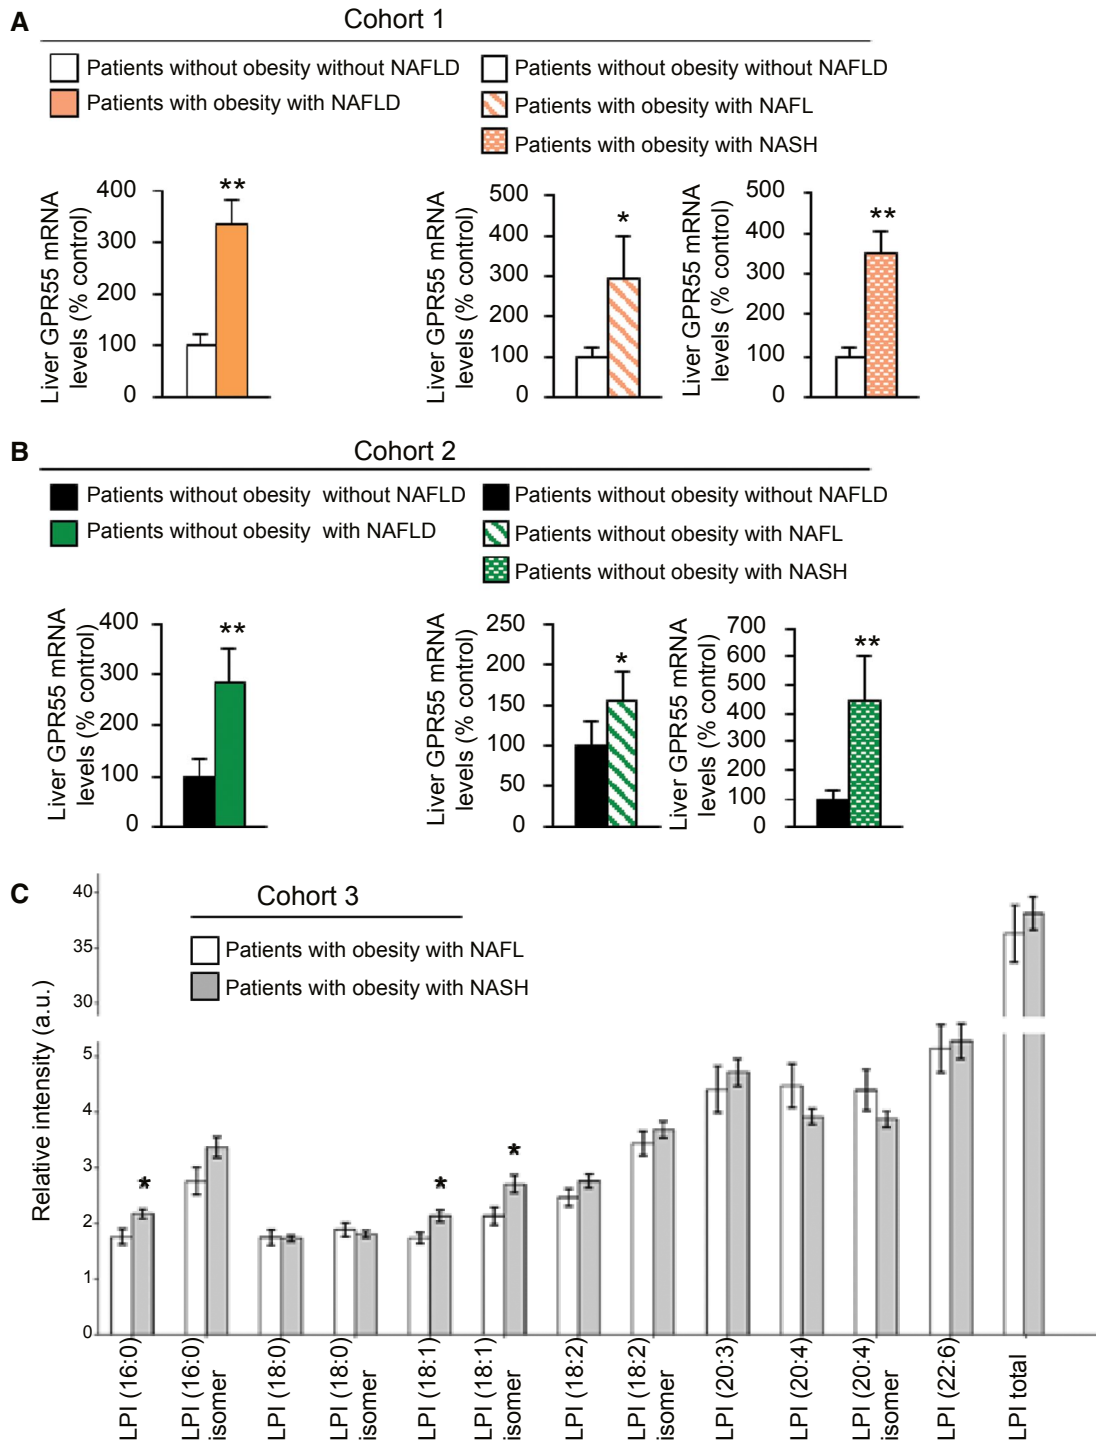 A
Cohort 1
Patients without obesity without NAFLD
Patients with obesity with NAFLD
Patients without obesity without NAFLD
Patients with obesity with NAFL
Patients with obesity with NASH
Liver GPR55 mRNA
levels (% control)
400
300
200
100
0
**
Liver GPR55 mRNA
levels (% control)
500
400
300
200
100
0
*
Liver GPR55 mRNA
levels (% control)
500
400
300
200
100
0
**
B
Cohort 2
Patients without obesity without NAFLD
Patients without obesity with NAFLD
Patients without obesity without NAFLD
Patients without obesity with NAFL
Patients without obesity with NASH
Liver GPR55 mRNA
levels (% control)
400
300
200
100
0
**
Liver GPR55 mRNA
levels (% control)
250
200
150
100
50
0
*
Liver GPR55 mRNA
levels (% control)
700
600
500
400
300
200
100
0
**
C
Cohort 3
Patients with obesity with NAFL
Patients with obesity with NASH
Relative intensity (a.u.)
40
35
30
5
4
3
2
1
0
*
*
*
LPI (16:0)
LPI (16:0)
isomer
LPI (18:0)
LPI (18:0)
isomer
LPI (18:1)
LPI (18:1)
isomer
LPI (18:2)
LPI (18:2)
isomer
LPI (20:3)
LPI (20:4)
LPI (20:4)
isomer
LPI (22:6)
LPI total